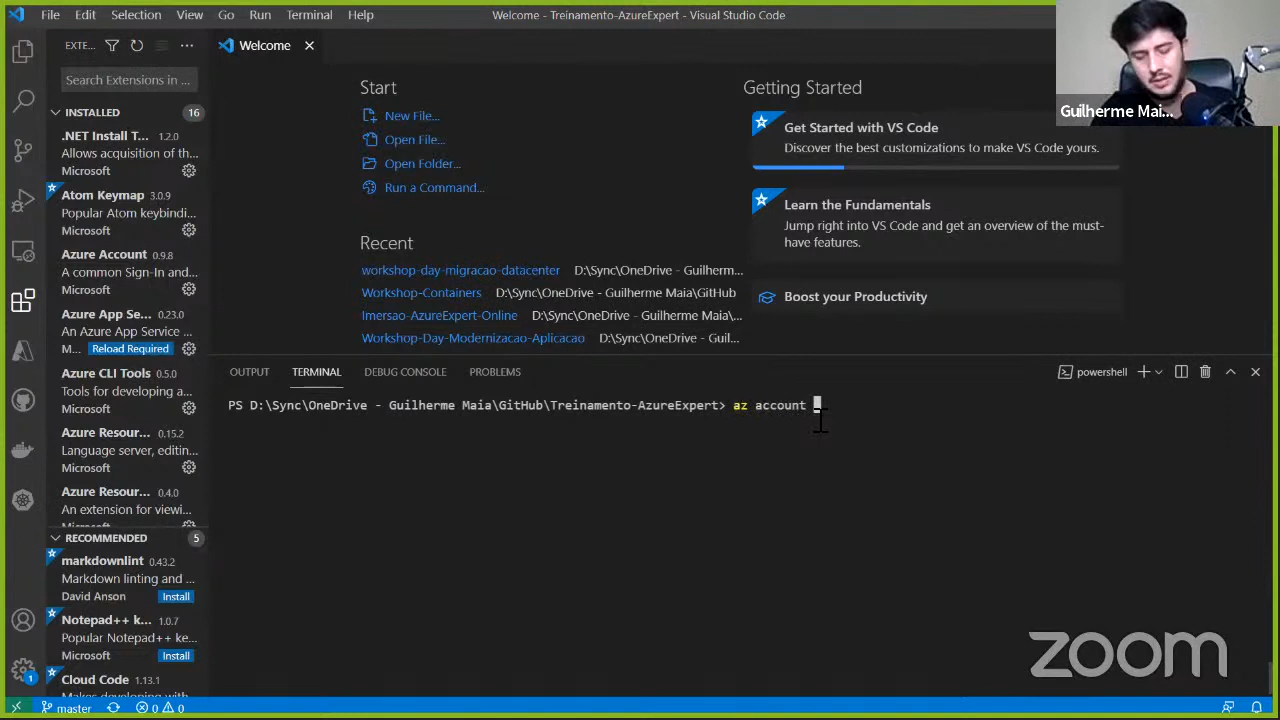 File Edit Selection View Go Run Terminal Help
Welcome - Treinamento-AzureExpert - Visual Studio Code
Guilherme Mai...
EXTE...
Search Extensions in ...
INSTALLED 16
.NET Install T... 1.2.0
Allows acquisition of th...
Microsoft
Atom Keymap 3.0.9
Popular Atom keybindi...
Microsoft
Azure Account 0.9.8
A common Sign-In and...
Microsoft
Azure App Se... 0.23.0
An Azure App Service ...
M... Reload Required
Azure CLI Tools 0.5.0
Tools for developing a...
Microsoft
Azure Resour... 0.15.2
Language server, editin...
Microsoft
Azure Resour... 0.4.0
An extension for viewi...
Microsoft
RECOMMENDED 5
markdownlint 0.43.2
Markdown linting and ...
David Anson Install
Notepad++ k... 1.0.7
Popular Notepad++ ke...
Microsoft Install
Cloud Code 1.13.1
Makes developing with
Welcome
Start
New File...
Open File...
Open Folder...
Run a Command...
Recent
workshop-day-migracao-datacenter D:\Sync\OneDrive - Guilherm...
Workshop-Containers D:\Sync\OneDrive - Guilherme Maia\GitHub
Imersao-AzureExpert-Online D:\Sync\OneDrive - Guilherme Maia\...
Workshop-Day-Modernizacao-Aplicacao D:\Sync\OneDrive - Guil...
Getting Started
Get Started with VS Code
Discover the best customizations to make VS Code yours.
Learn the Fundamentals
Jump right into VS Code and get an overview of the must-
have features.
Boost your Productivity
OUTPUT TERMINAL DEBUG CONSOLE PROBLEMS
powershell
PS D:\Sync\OneDrive - Guilherme Maia\GitHub\Treinamento-AzureExpert> az account
zoom
1
master 0 0